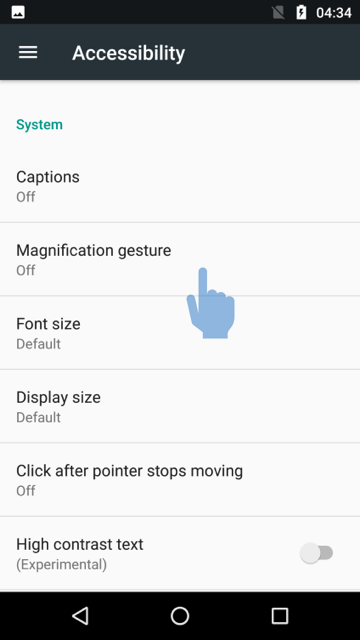 04:34
Accessibility
System
Captions
Off
Magnification gesture
Off
Font size
Default
Display size
Default
Click after pointer stops moving
Off
High contrast text
(Experimental)